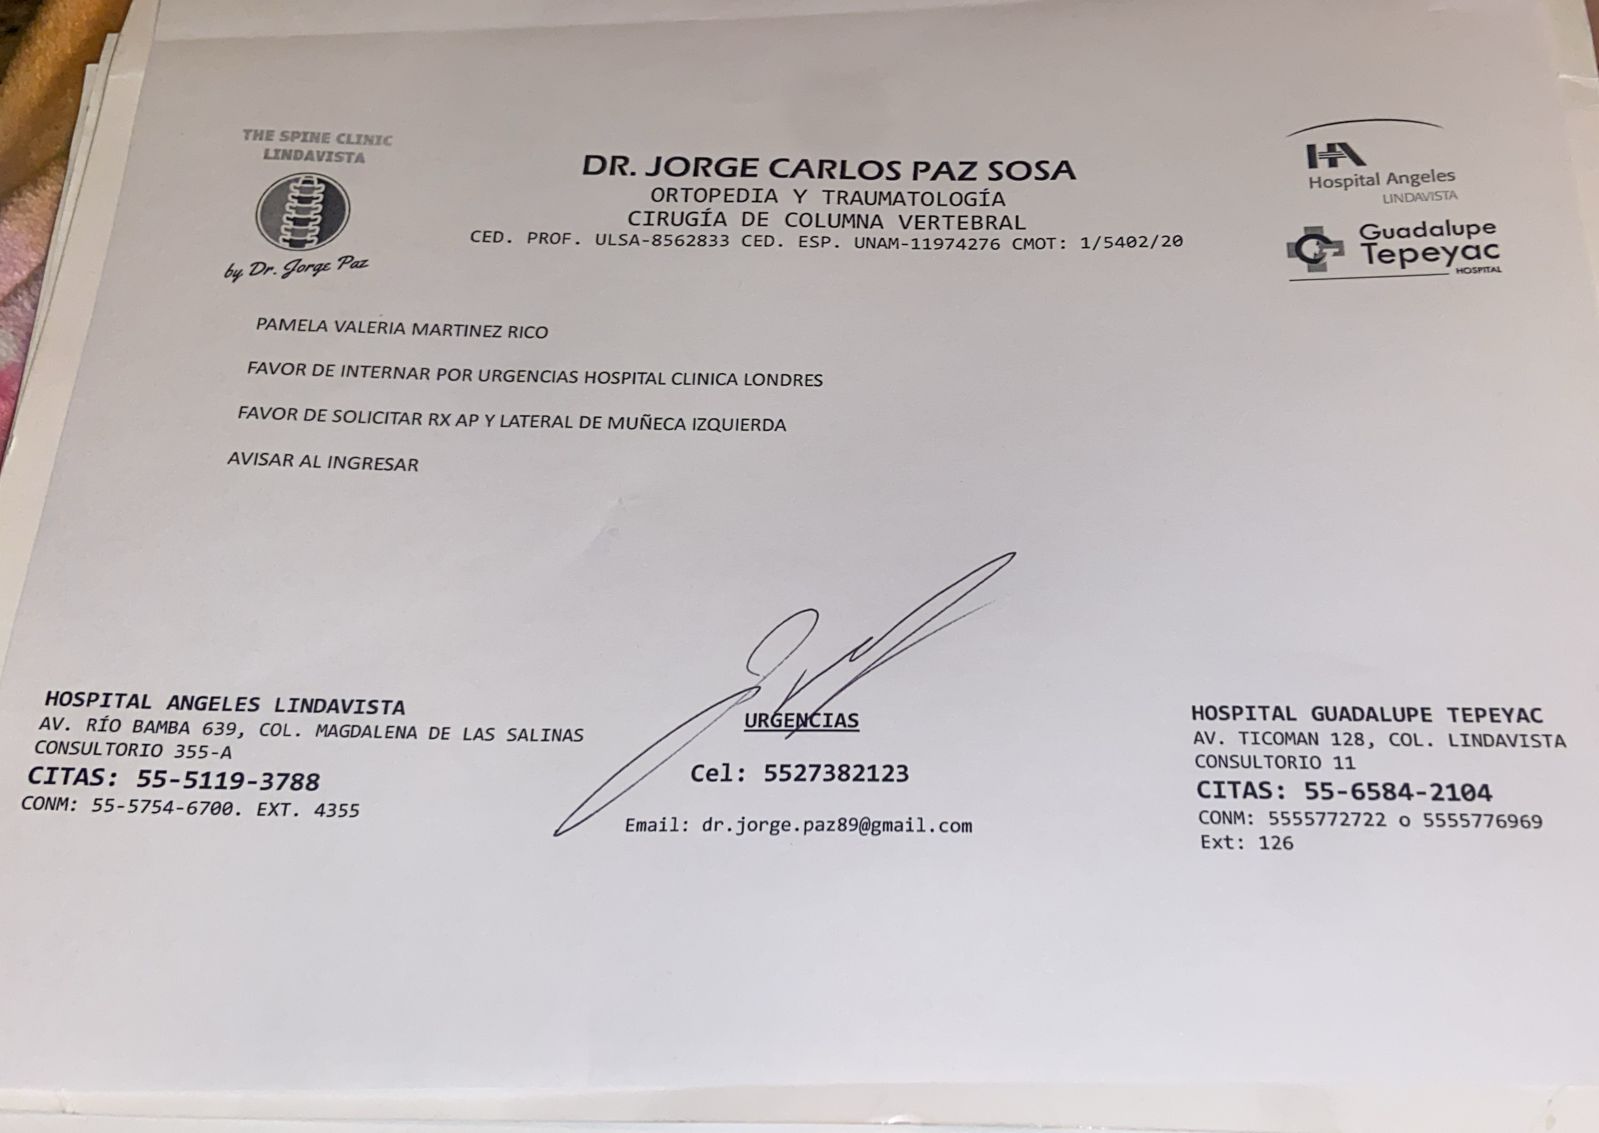 THE SPINE CLINIC
LINDAVISTA
by Dr. Jorge Paz
DR. JORGE CARLOS PAZ SOSA
ORTOPEDIA Y TRAUMATOLOGÍA
CIRUGÍA DE COLUMNA VERTEBRAL
CED. PROF. ULSA-8562833 CED. ESP. UNAM-11974276 CMOT: 1/5402/20
HA
Hospital Angeles
LINDAVISTA
Guadalupe
Tepeyac
HOSPITAL
PAMELA VALERIA MARTINEZ RICO
FAVOR DE INTERNAR POR URGENCIAS HOSPITAL CLINICA LONDRES
FAVOR DE SOLICITAR RX AP Y LATERAL DE MUÑECA IZQUIERDA
AVISAR AL INGRESAR
HOSPITAL ANGELES LINDAVISTA
AV. RÍO BAMBA 639, COL. MAGDALENA DE LAS SALINAS
CONSULTORIO 355-A
CITAS: 55-5119-3788
CONM: 55-5754-6700. EXT. 4355
URGENCIAS
Cel: 5527382123
Email: dr.jorge.paz89@gmail.com
HOSPITAL GUADALUPE TEPEYAC
AV. TICOMAN 128, COL. LINDAVISTA
CONSULTORIO 11
CITAS: 55-6584-2104
CONM: 5555772722 o 5555776969
Ext: 126